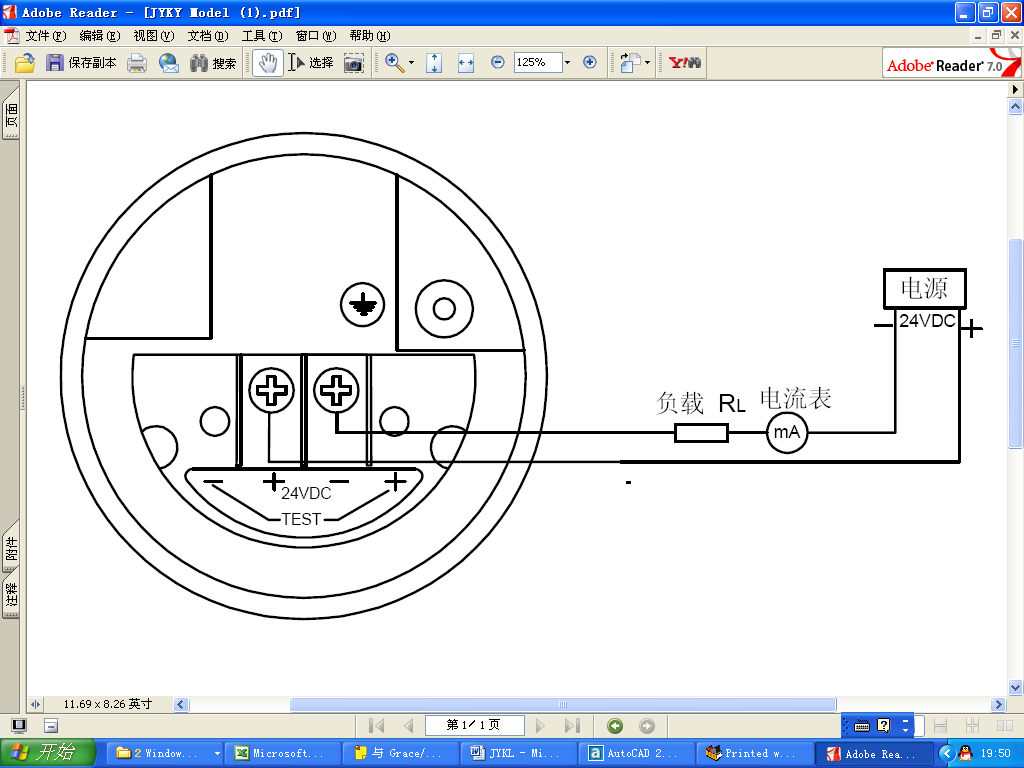 Adobe Reader - [JYKY Model (1).pdf]
文件(F) 编辑(E) 视图(V) 文档(D) 工具(T) 窗口(W) 帮助(H)
保存副本 搜索 选择 125% Y! Adobe Reader 7.0
页面
电源
- 24VDC +
负载 RL 电流表
mA
- + 24VDC - +
TEST
附件
注释
11.69 x 8.26 英寸
第 1 / 1 页
开始 2 Window... Microsoft... 与 Grace/... JYKL - Mi... AutoCAD 2... Printed w... Adobe Rea... 19:50